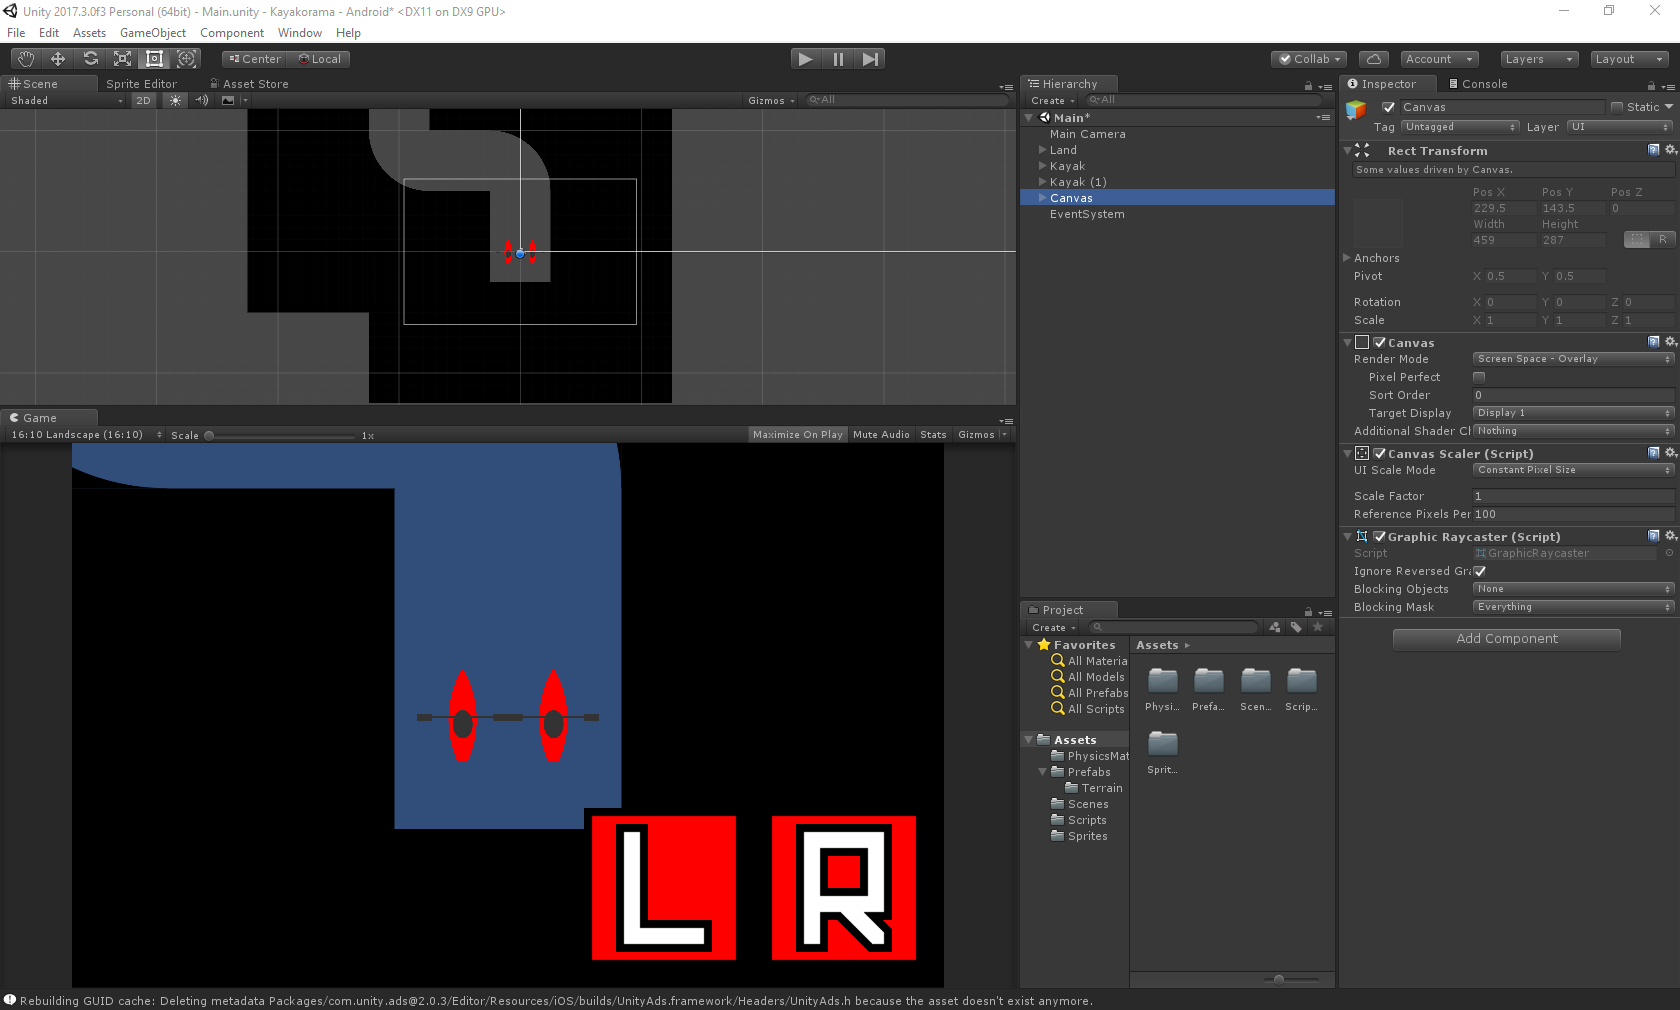 Unity 2017.3.0f3 Personal (64bit) - Main.unity - Kayakorama - Android* <DX11 on DX9 GPU>
File Edit Assets GameObject Component Window Help
Center Local Collab Account Layers Layout
Scene Sprite Editor Asset Store
Shaded 2D Gizmos All
Hierarchy
Create All
Main*
Main Camera
Land
Kayak
Kayak (1)
Canvas
EventSystem
Inspector Console
Canvas Static
Tag Untagged Layer UI
Rect Transform
Some values driven by Canvas.
Pos X Pos Y Pos Z
229.5 143.5 0
Width Height
459 287 R
Anchors
Pivot X 0.5 Y 0.5
Rotation X 0 Y 0 Z 0
Scale X 1 Y 1 Z 1
Canvas
Render Mode Screen Space - Overlay
Pixel Perfect
Sort Order 0
Target Display Display 1
Additional Shader Cl Nothing
Canvas Scaler (Script)
UI Scale Mode Constant Pixel Size
Scale Factor 1
Reference Pixels Per 100
Graphic Raycaster (Script)
Script GraphicRaycaster
Ignore Reversed Gra
Blocking Objects None
Blocking Mask Everything
Add Component
Game
16:10 Landscape (16:10) Scale 1x Maximize On Play Mute Audio Stats Gizmos
L R
Project
Create
Favorites
All Materia
All Models
All Prefabs
All Scripts
Assets
PhysicsMat
Prefabs
Terrain
Scenes
Scripts
Sprites
Assets
Physi... Prefa... Scen... Scrip...
Sprit...
Rebuilding GUID cache: Deleting metadata Packages/com.unity.ads@2.0.3/Editor/Resources/iOS/builds/UnityAds.framework/Headers/UnityAds.h because the asset doesn't exist anymore.